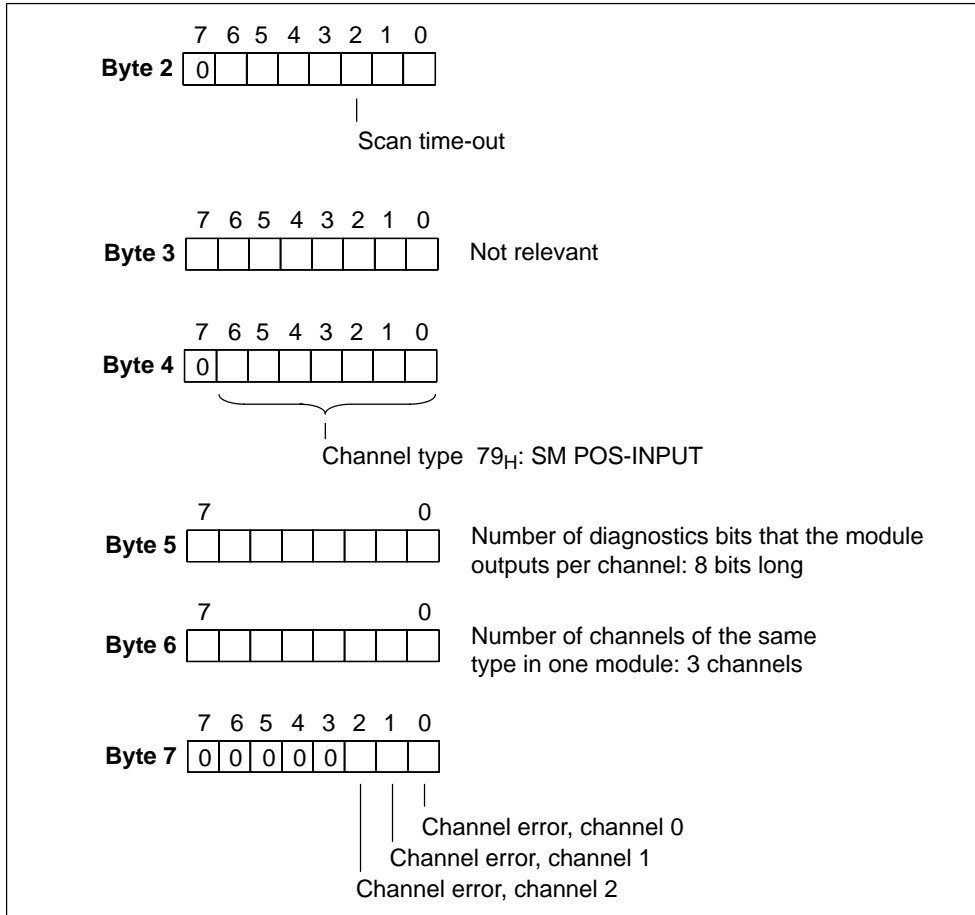 7 6 5 4 3 2 1 0
Byte 2 0
Scan time-out
7 6 5 4 3 2 1 0
Byte 3 Not relevant
7 6 5 4 3 2 1 0
Byte 4 0
Channel type 79H: SM POS-INPUT
7 0
Byte 5 Number of diagnostics bits that the module
outputs per channel: 8 bits long
7 0
Byte 6 Number of channels of the same
type in one module: 3 channels
7 6 5 4 3 2 1 0
Byte 7 0 0 0 0 0
Channel error, channel 0
Channel error, channel 1
Channel error, channel 2